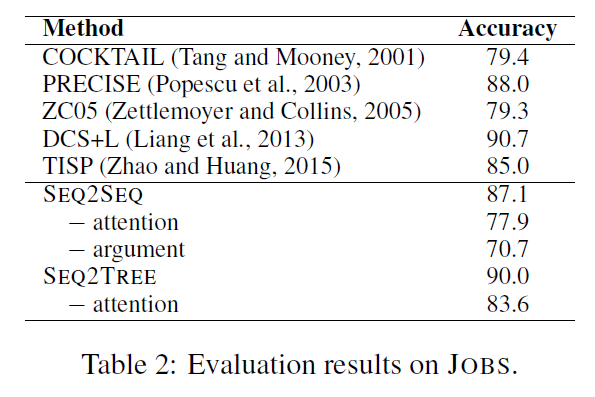 Method Accuracy
COCKTAIL (Tang and Mooney, 2001) 79.4
PRECISE (Popescu et al., 2003) 88.0
ZC05 (Zettlemoyer and Collins, 2005) 79.3
DCS+L (Liang et al., 2013) 90.7
TISP (Zhao and Huang, 2015) 85.0
SEQ2SEQ 87.1
− attention 77.9
− argument 70.7
SEQ2TREE 90.0
− attention 83.6
Table 2: Evaluation results on JOBS.